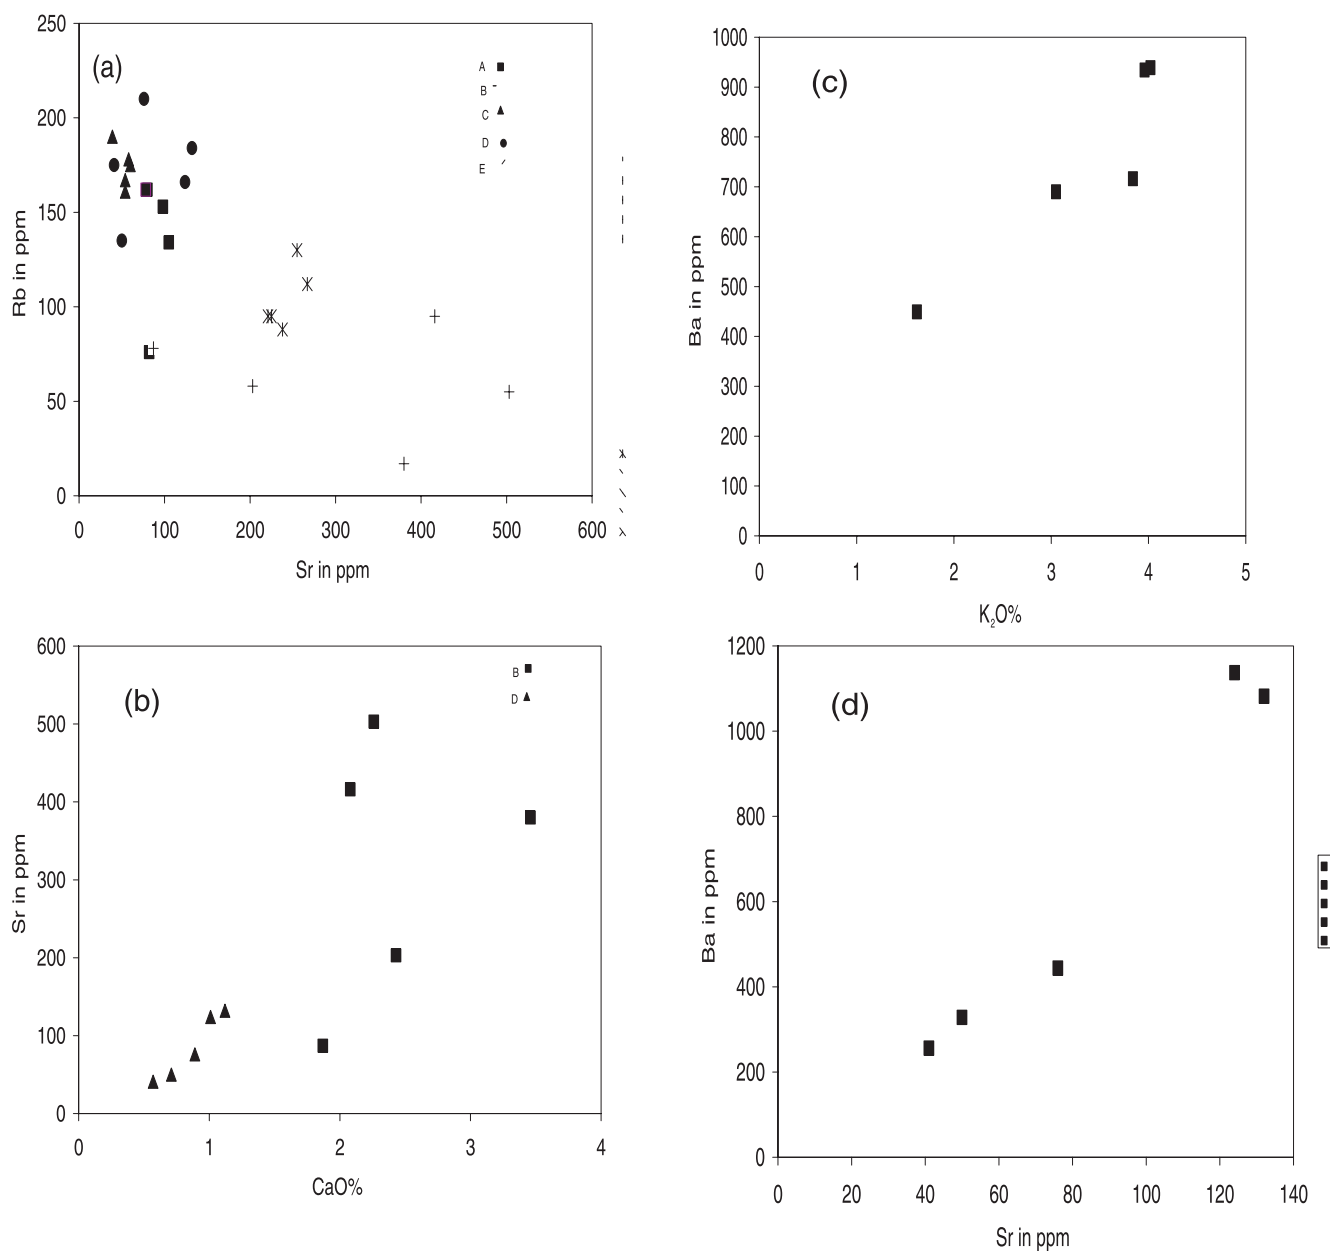 (a)
250
200
150
100
50
0
Rb in ppm
A
B
C
D
E
0 100 200 300 400 500 600
Sr in ppm
(c)
1000
900
800
700
600
500
400
300
200
100
0
Ba in ppm
0 1 2 3 4 5
K₂O%
(b)
600
500
400
300
200
100
0
Sr in ppm
B
D
0 1 2 3 4
CaO%
(d)
1200
1000
800
600
400
200
0
Ba in ppm
0 20 40 60 80 100 120 140
Sr in ppm